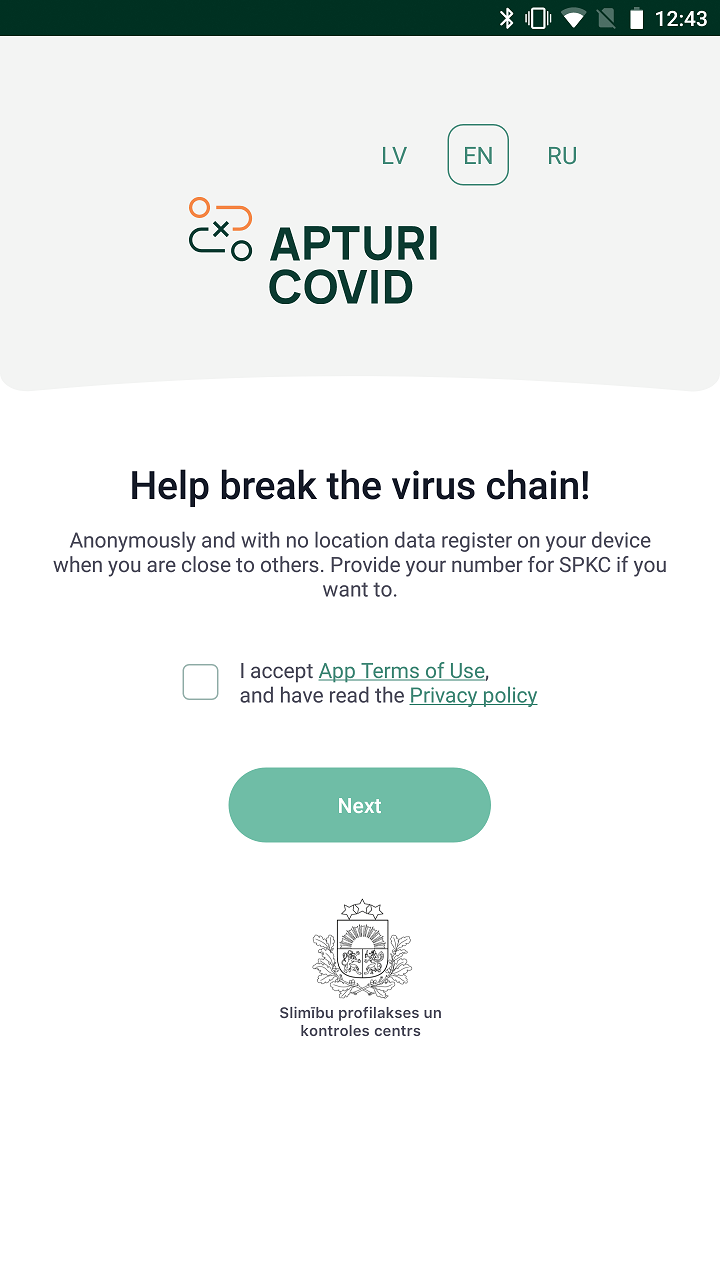 12:43
LV EN RU
APTURI
COVID
Help break the virus chain!
Anonymously and with no location data register on your device
when you are close to others. Provide your number for SPKC if you
want to.
I accept App Terms of Use,
and have read the Privacy policy
Next
Slimību profilakses un
kontroles centrs